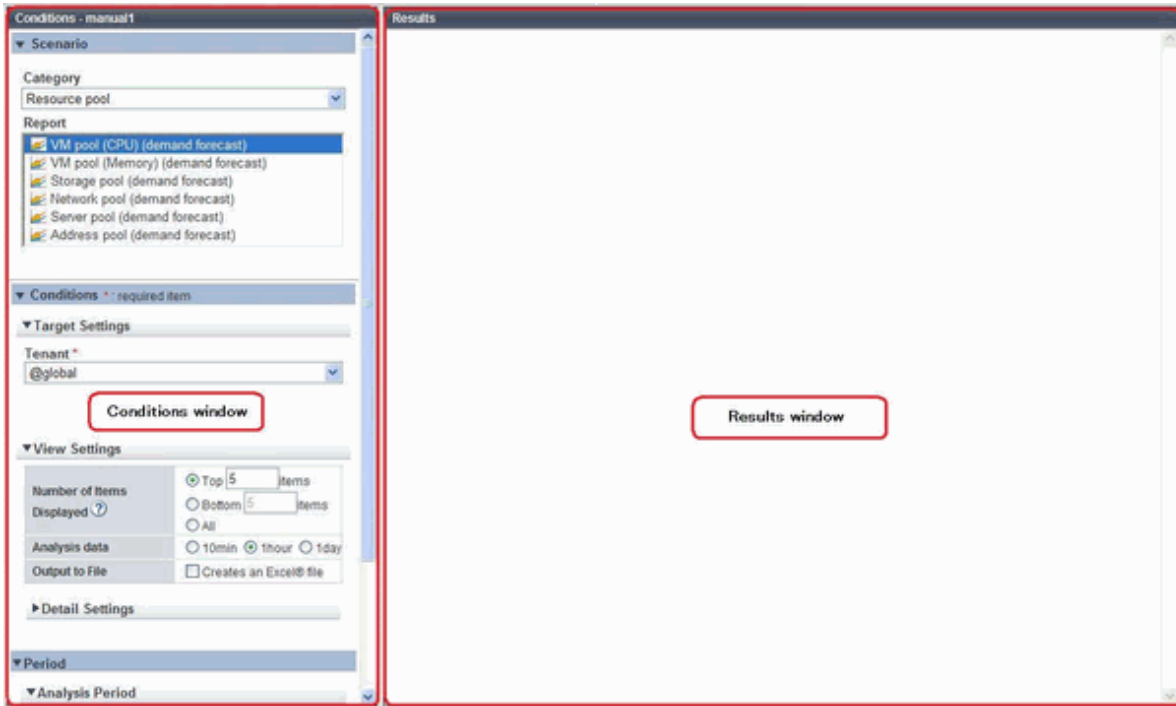 Conditions - manual1
Scenario
Category
Resource pool
Report
VM pool (CPU) (demand forecast)
VM pool (Memory) (demand forecast)
Storage pool (demand forecast)
Network pool (demand forecast)
Server pool (demand forecast)
Address pool (demand forecast)
Conditions * : required item
Target Settings
Tenant *
@global
Conditions window
View Settings
Number of Items
Displayed ?
Top 5 items
Bottom 5 items
All
Analysis data
10min 1hour 1day
Output to File
Creates an Excel® file
Detail Settings
Period
Analysis Period
Results
Results window